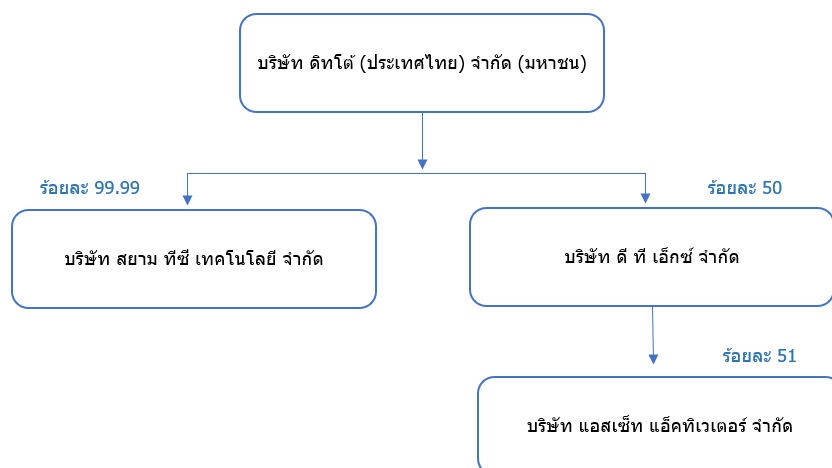 บริษัท ดิทโต้ (ประเทศไทย) จำกัด (มหาชน)
ร้อยละ 99.99
ร้อยละ 50
บริษัท สยาม ทีซี เทคโนโลยี จำกัด
บริษัท ดี ที เอ็กซ์ จำกัด
ร้อยละ 51
บริษัท แอสเซ็ท แอ็คทิเวเตอร์ จำกัด